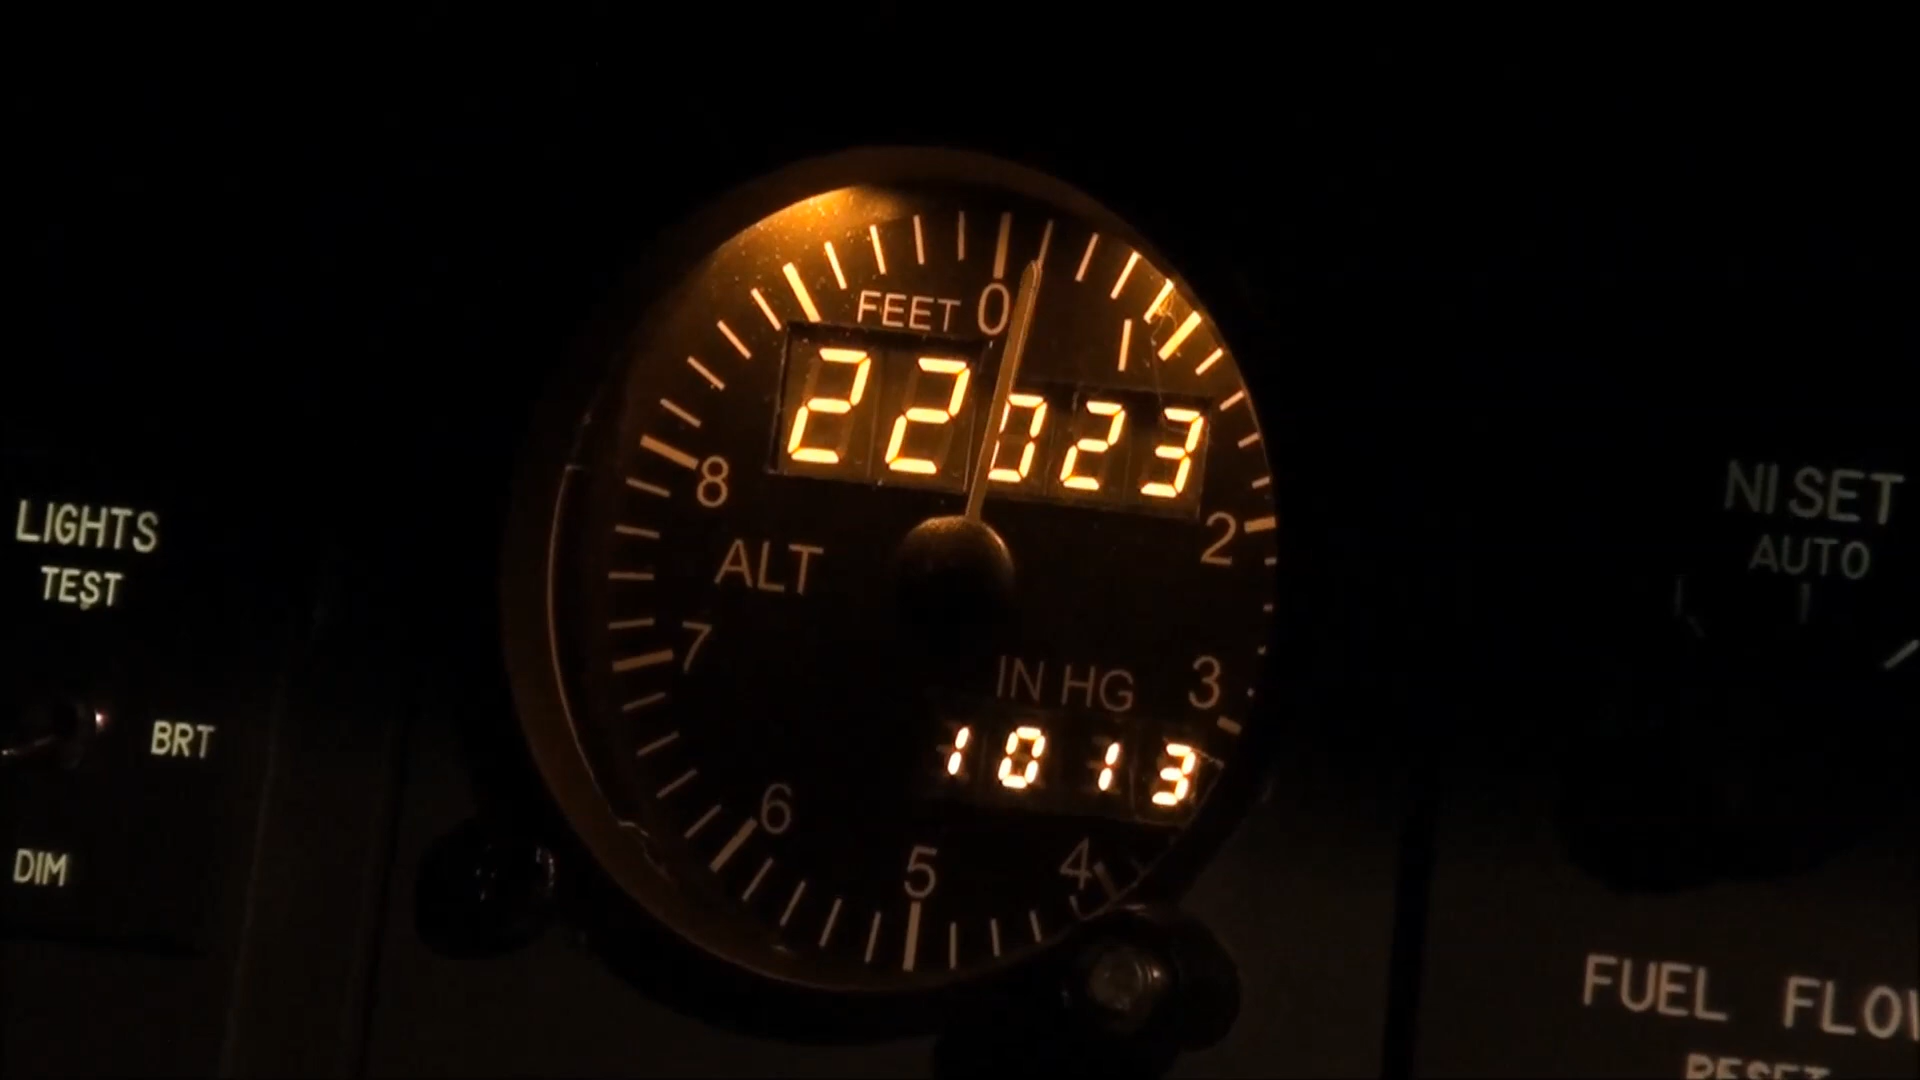 FEET 0
1
22023
8
2
ALT
7
3
IN HG
1013
6
5
4
LIGHTS
TEST
BRT
DIM
N1 SET
AUTO
FUEL FLOW
RESET